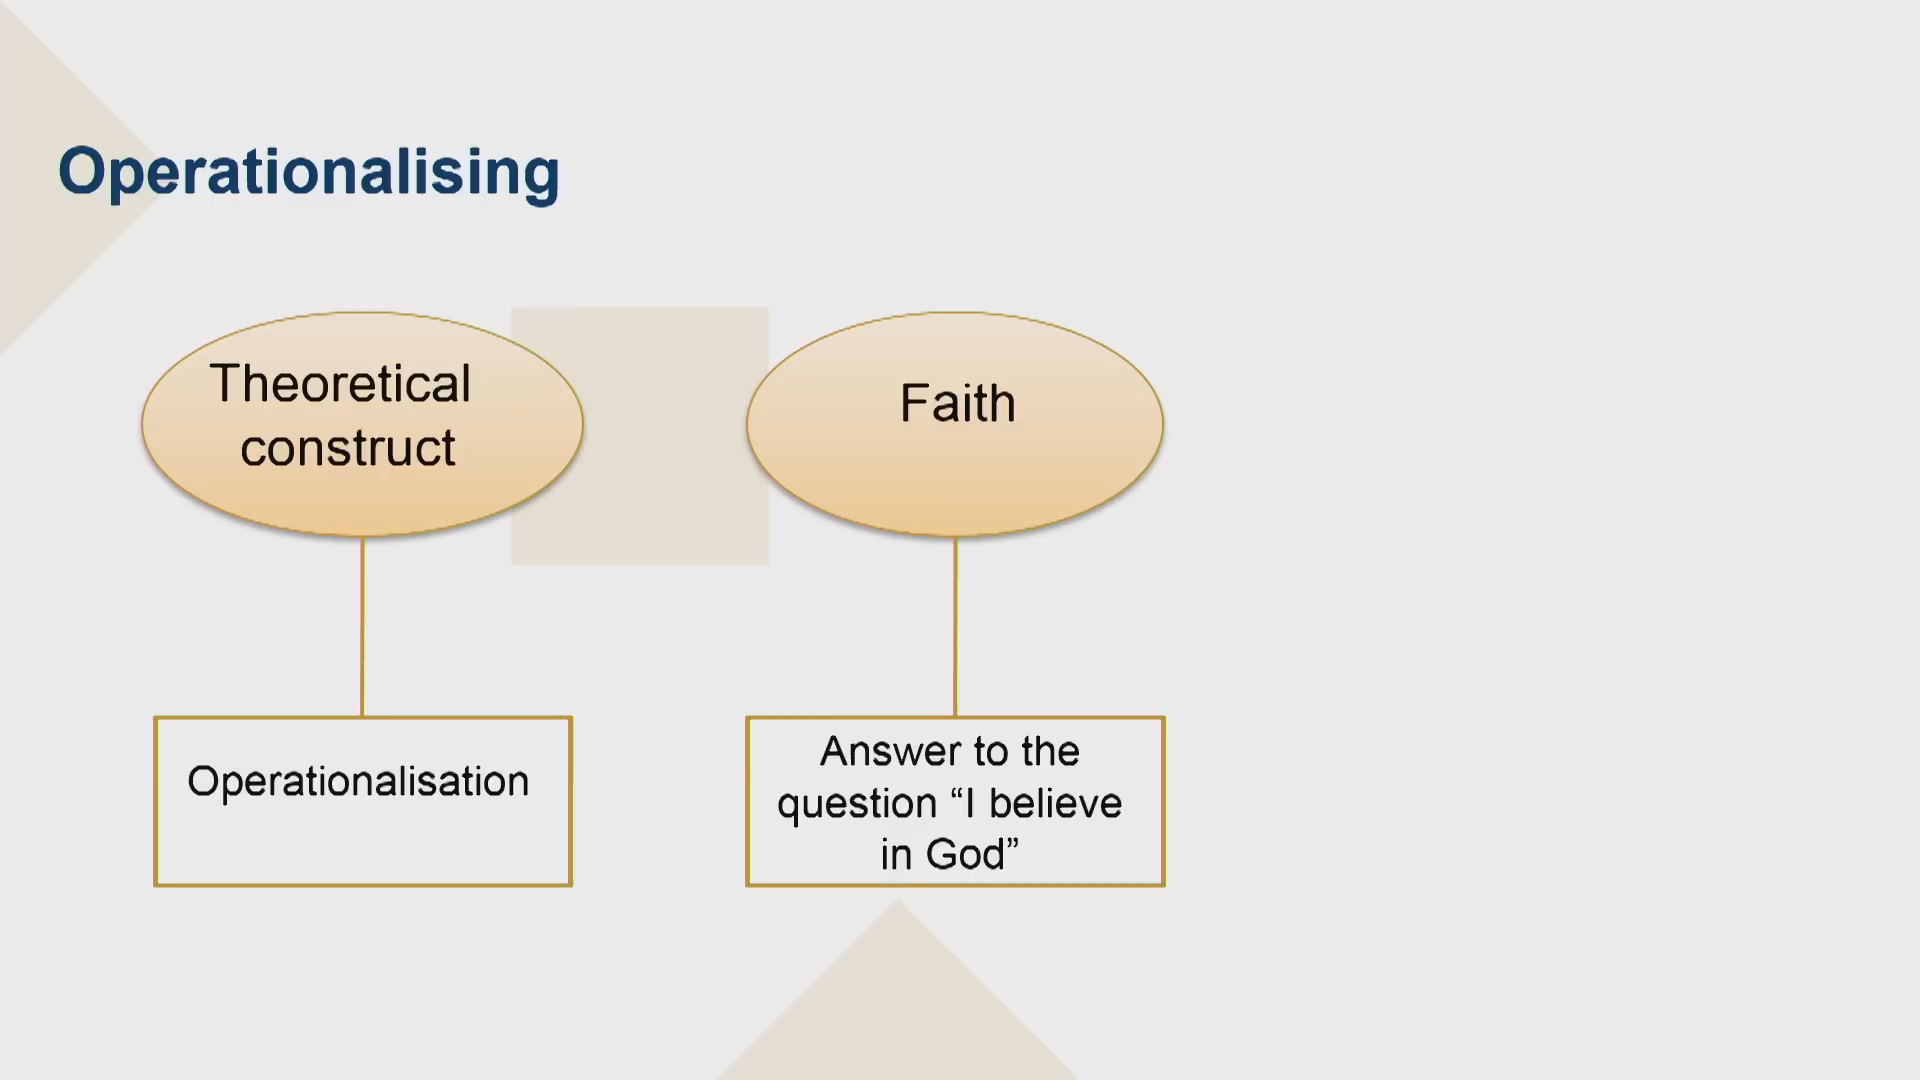 Operationalising
Theoretical
construct
Faith
Operationalisation
Answer to the
question “I believe
in God”